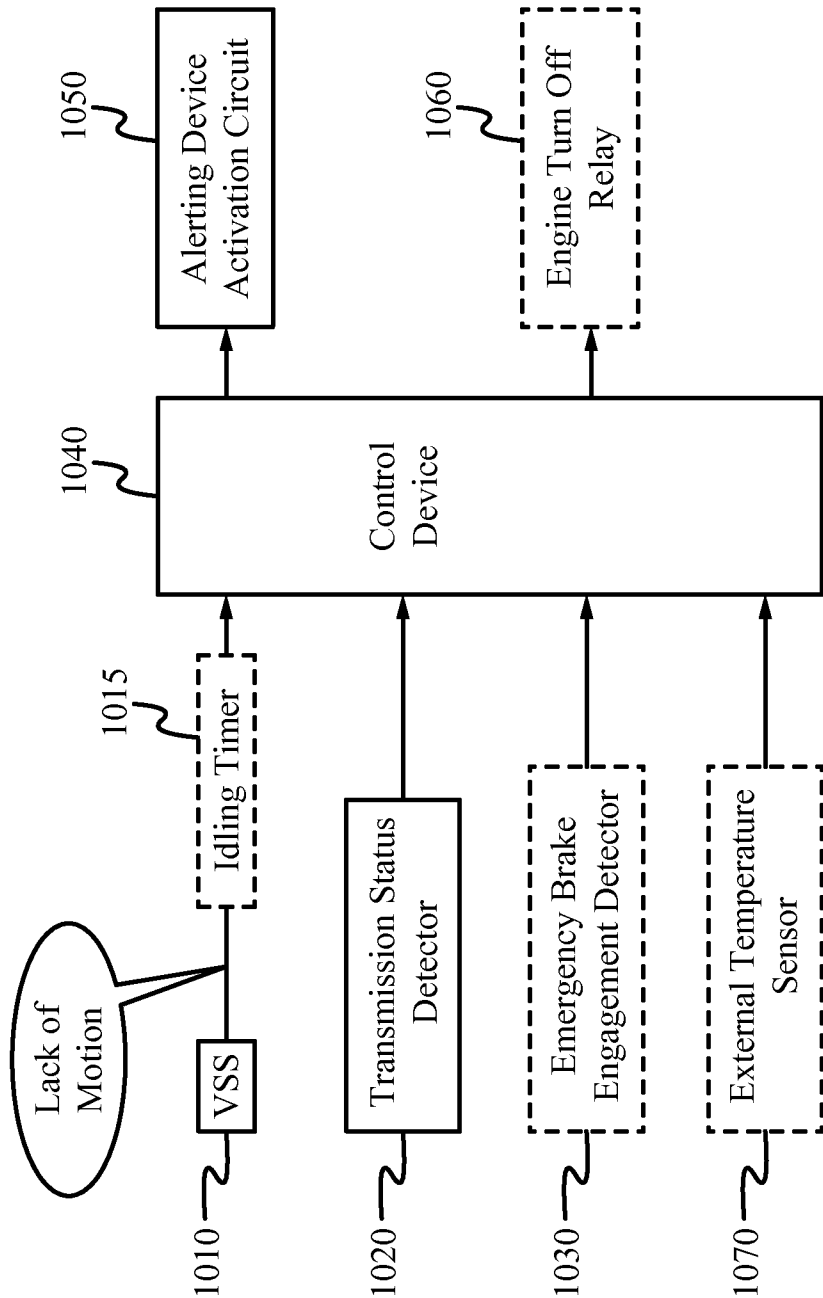 Lack of
Motion
1010
VSS
1015
Idling Timer
1020
Transmission Status
Detector
1030
Emergency Brake
Engagement Detector
1070
External Temperature
Sensor
1040
Control
Device
1050
Alerting Device
Activation Circuit
1060
Engine Turn Off
Relay